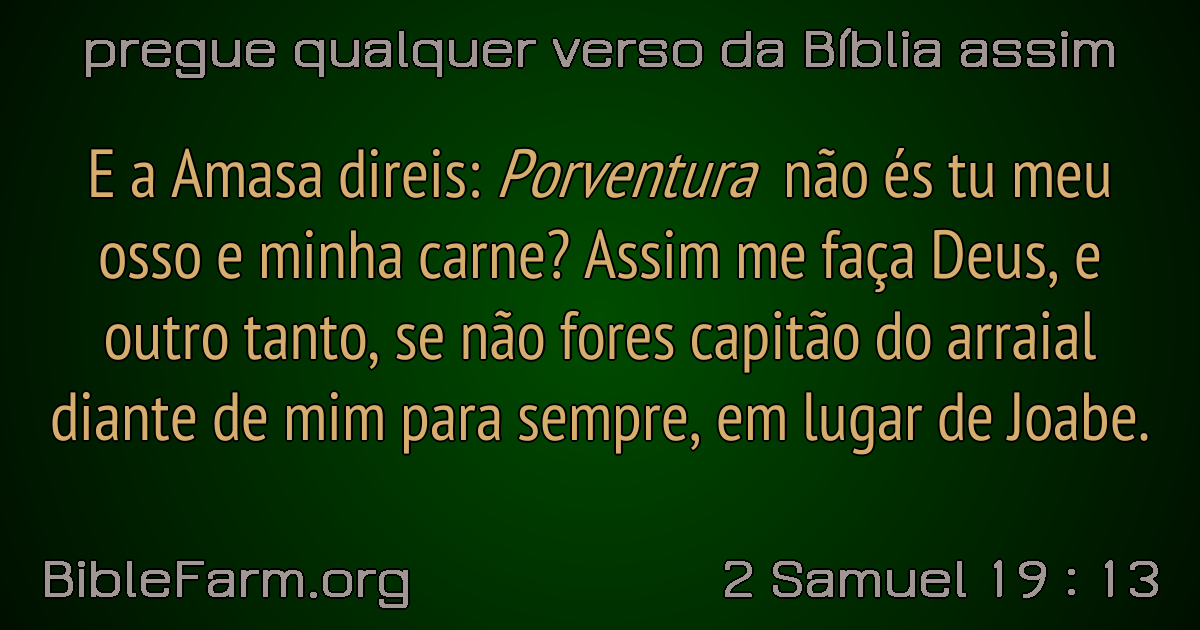 pregue qualquer verso da Bíblia assim
E a Amasa direis: Porventura não és tu meu
osso e minha carne? Assim me faça Deus, e
outro tanto, se não fores capitão do arraial
diante de mim para sempre, em lugar de Joabe.
BibleFarm.org
2 Samuel 19 : 13